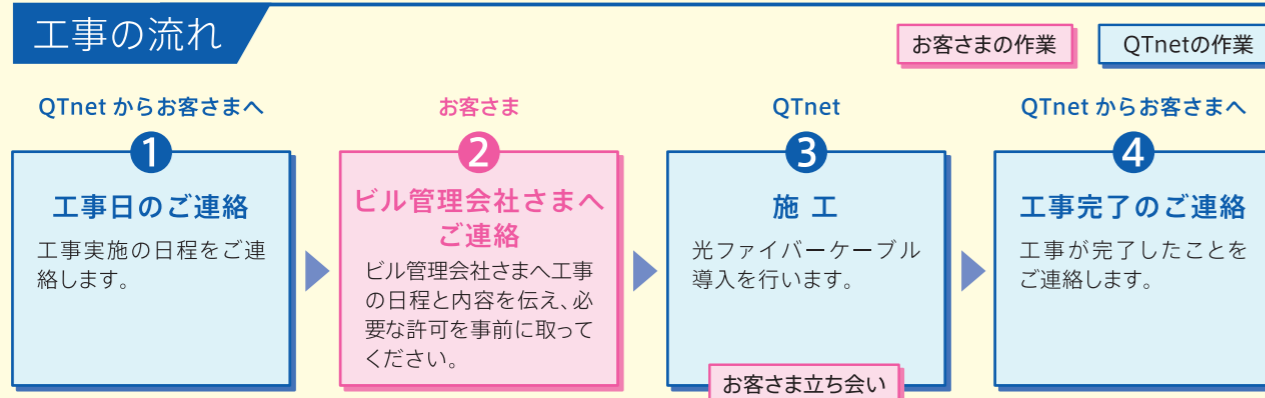 工事の流れ
お客さまの作業
QTnetの作業
QTnet からお客さまへ
1
工事日のご連絡
工事実施の日程をご連
絡します。
お客さま
2
ビル管理会社さまへ
ご連絡
ビル管理会社さまへ工事
の日程と内容を伝え、必
要な許可を事前に取って
ください。
QTnet
3
施 工
光ファイバーケーブル
導入を行います。
お客さま立ち会い
QTnet からお客さまへ
4
工事完了のご連絡
工事が完了したことを
ご連絡します。